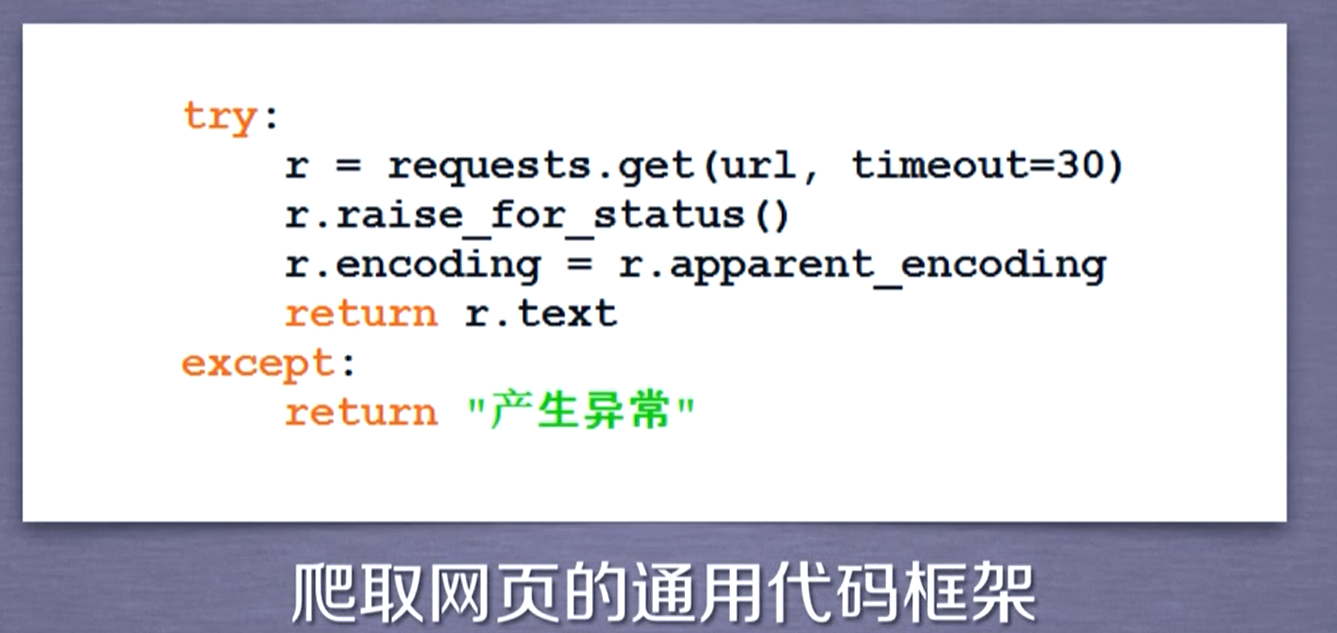 try:
    r = requests.get(url, timeout=30)
    r.raise_for_status()
    r.encoding = r.apparent_encoding
    return r.text
except:
    return "产生异常"
爬取网页的通用代码框架